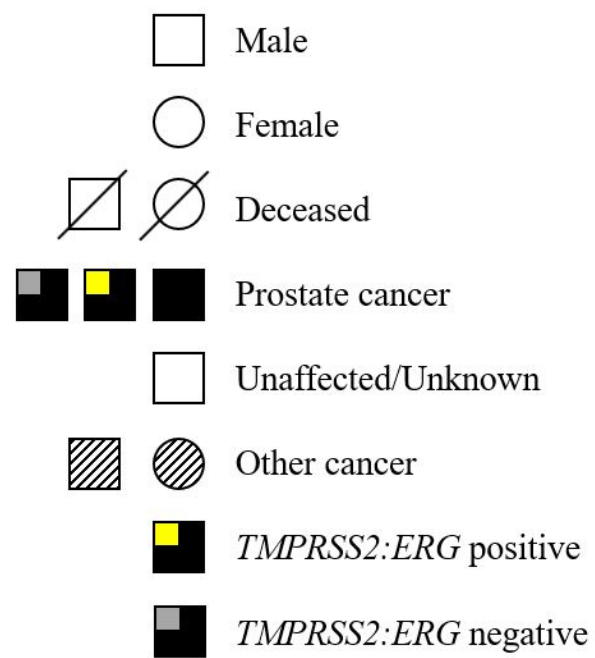 Male
Female
Deceased
Prostate cancer
Unaffected/Unknown
Other cancer
TMPRSS2:ERG positive
TMPRSS2:ERG negative